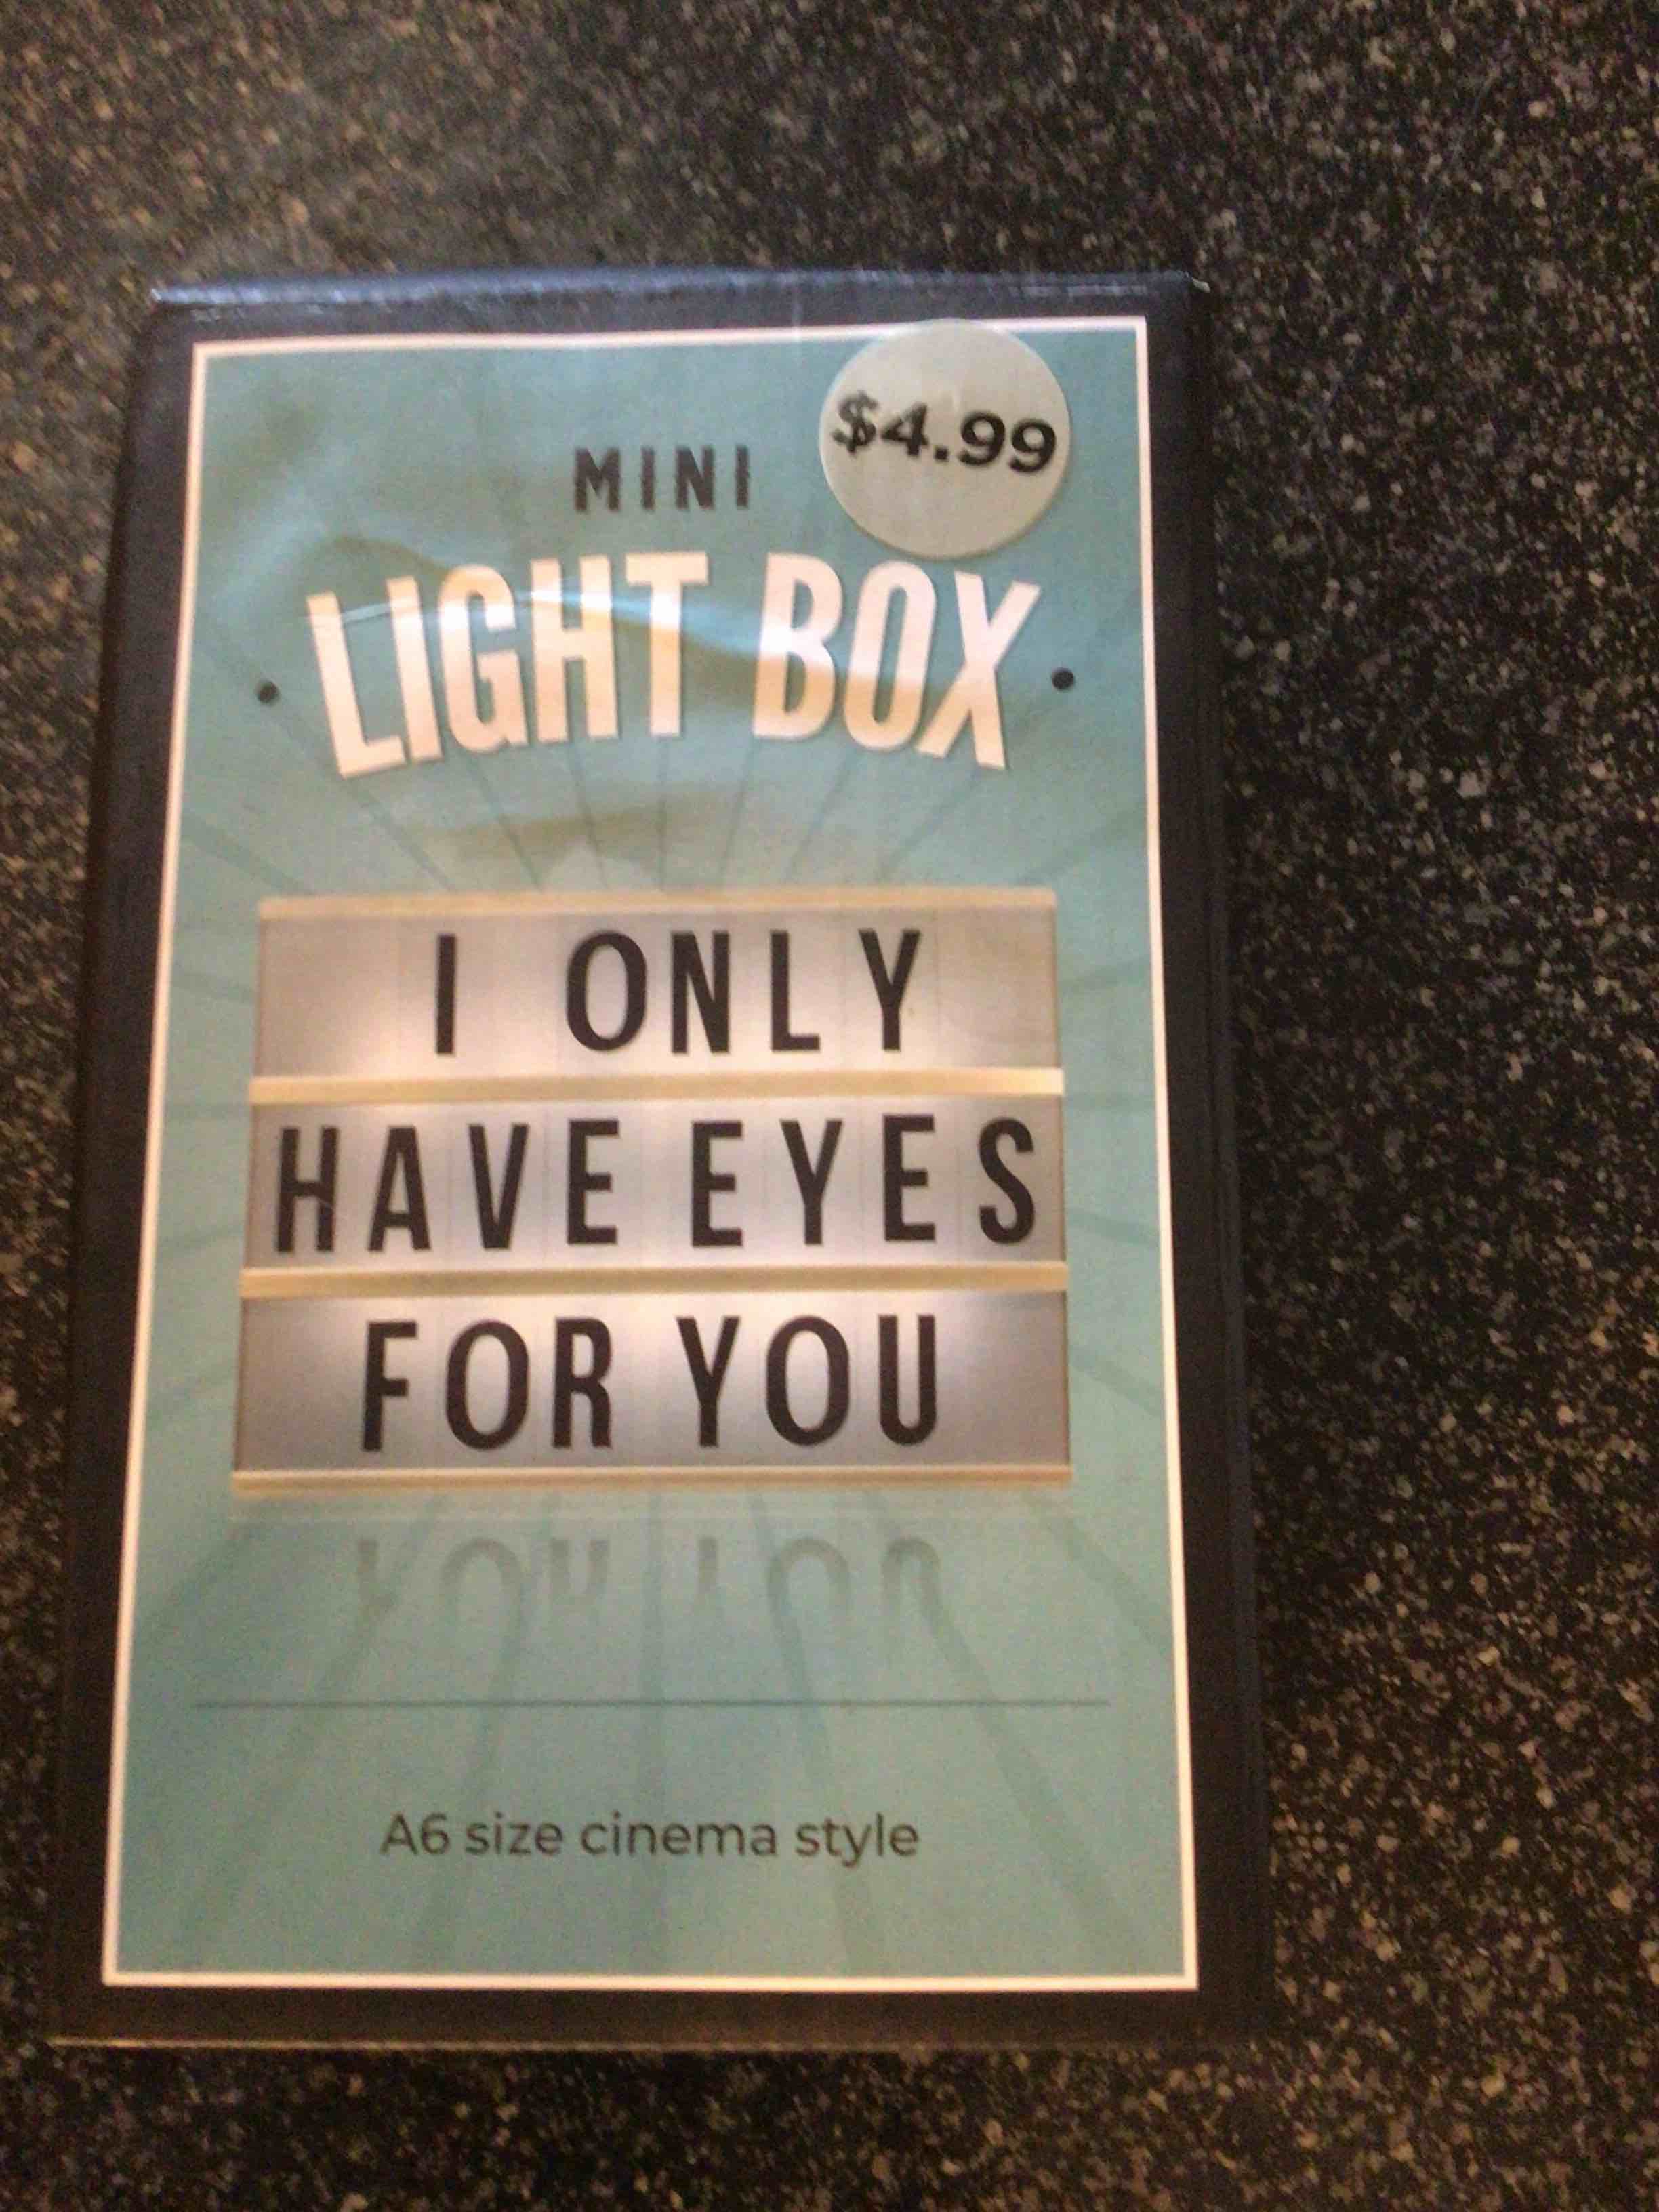 $4.99
MINI
LIGHT BOX
I ONLY
HAVE EYES
FOR YOU
A6 size cinema style